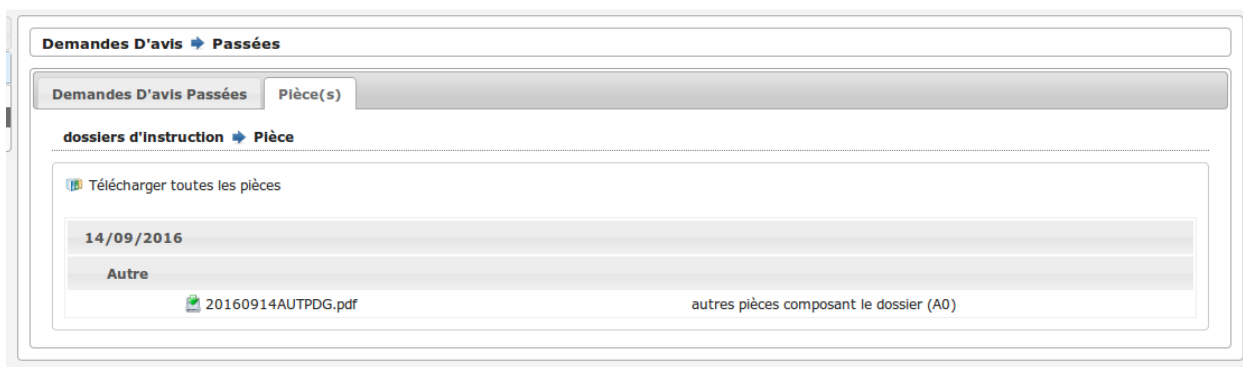 Demandes D'avis Passées
Demandes D'avis Passées Pièce(s)
dossiers d'instruction Pièce
Télécharger toutes les pièces
14/09/2016
Autre
20160914AUTPDG.pdf autres pièces composant le dossier (A0)